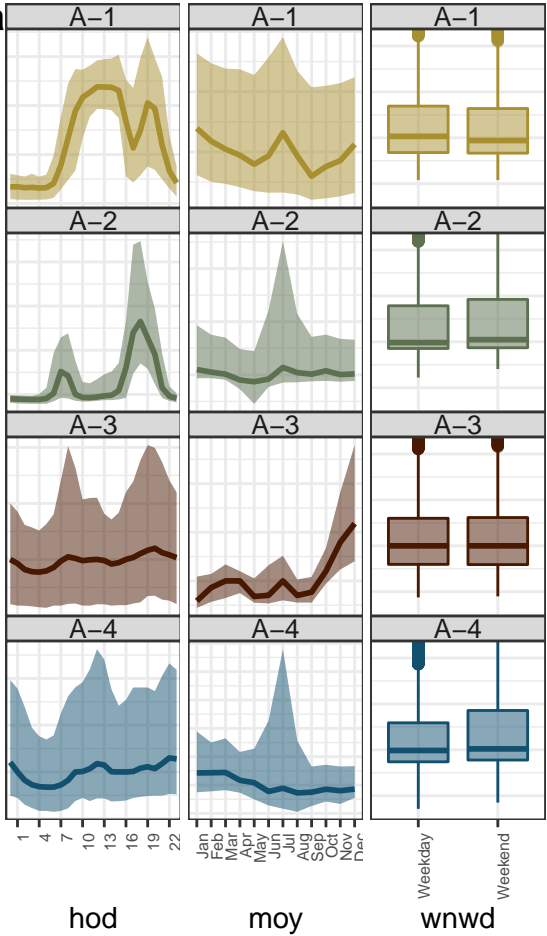 a
A−1 A−1 A−1
A−2 A−2 A−2
A−3 A−3 A−3
A−4 A−4 A−4
1 4 7 10 13 16 19 22 Jan Feb Mar Apr May Jun Jul Aug Sep Oct Nov Dec Weekday Weekend
hod moy wnwd